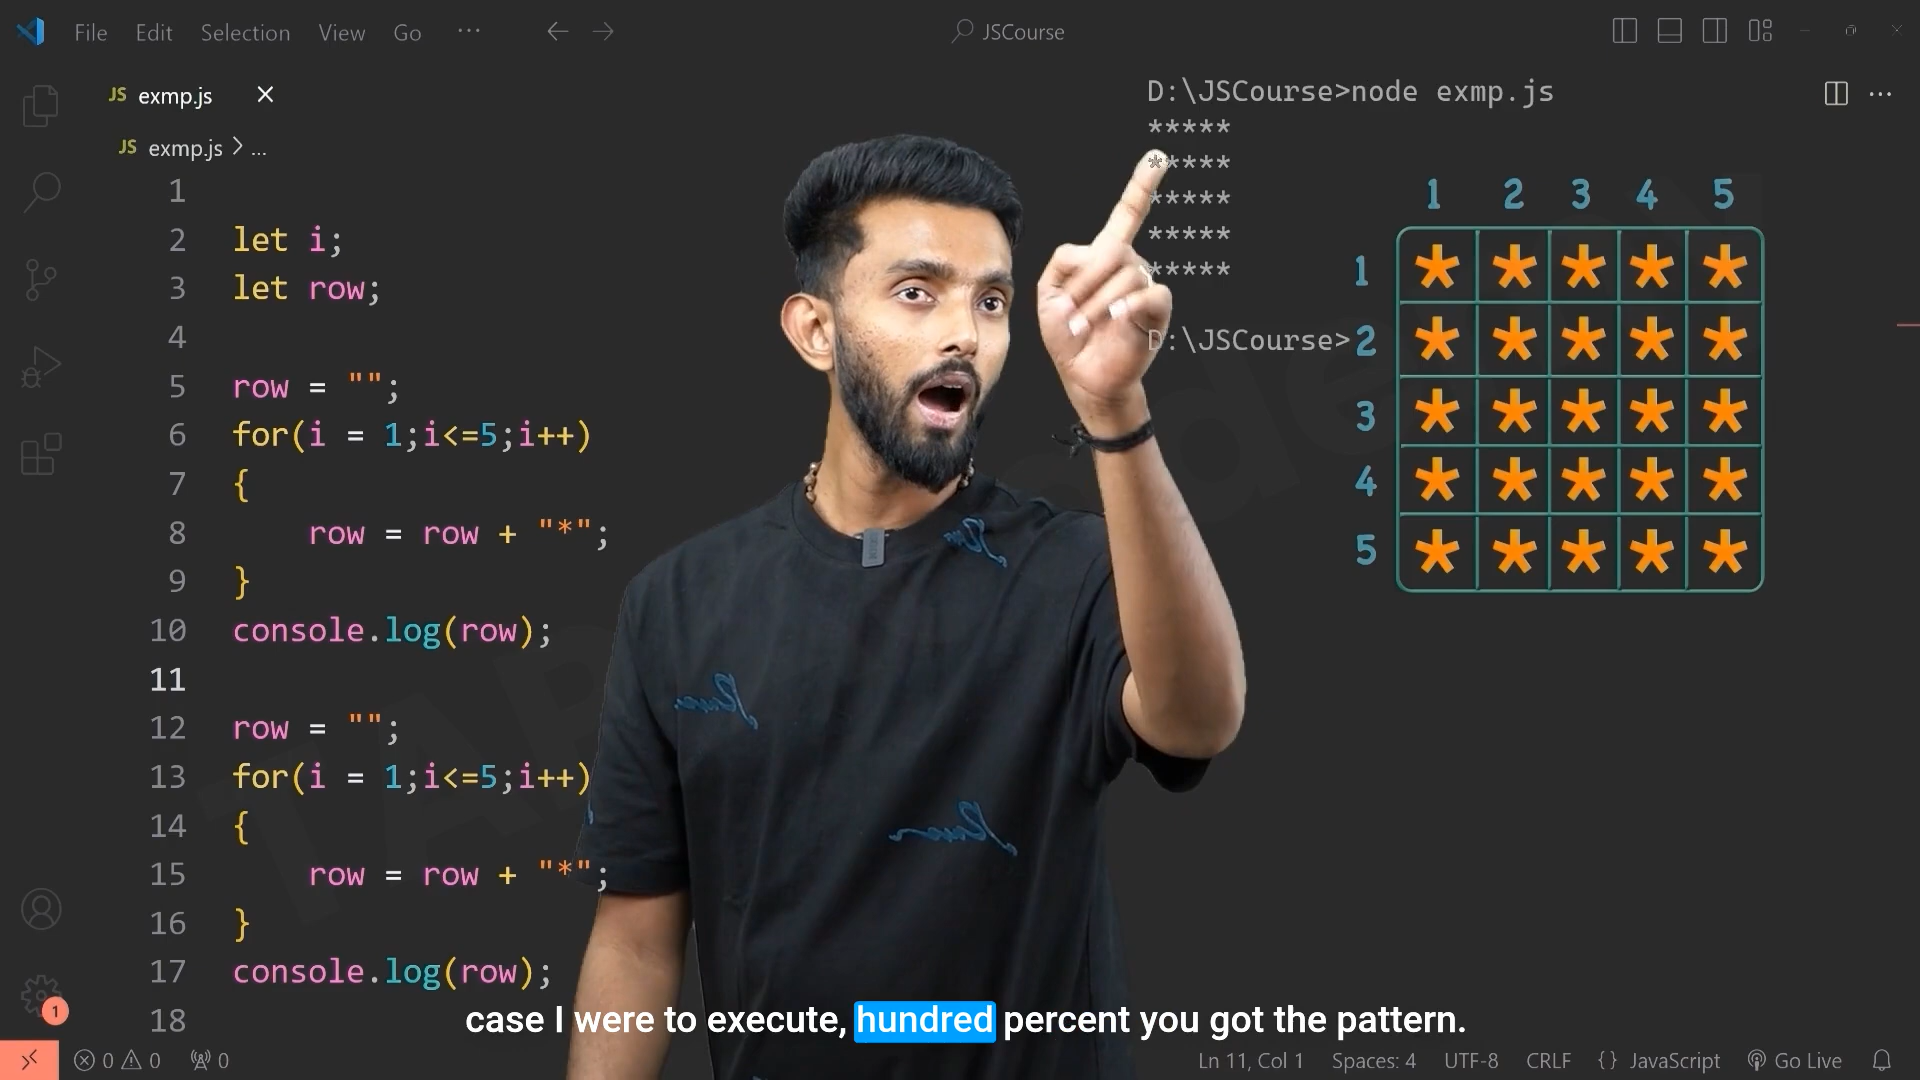 File Edit Selection View Go ... JSCourse
JS exmp.js
JS exmp.js > ...
1
2 let i;
3 let row;
4
5 row = "";
6 for(i = 1;i<=5;i++)
7 {
8 row = row + "*";
9 }
10 console.log(row);
11
12 row = "";
13 for(i = 1;i<=5;i++)
14 {
15 row = row + "*";
16 }
17 console.log(row);
18
D:\JSCourse>node exmp.js
*****
*****
*****
*****
*****
D:\JSCourse>
1 2 3 4 5
1 * * * * *
2 * * * * *
3 * * * * *
4 * * * * *
5 * * * * *
case I were to execute, hundred percent you got the pattern.
1
0 0 0 Ln 11, Col 1 Spaces: 4 UTF-8 CRLF {} JavaScript Go Live